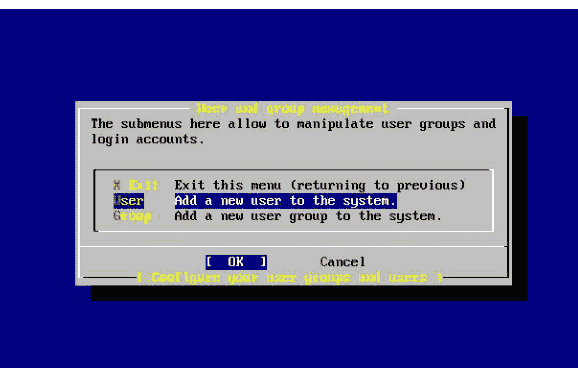 User and group management
The submenus here allow to manipulate user groups and
login accounts.
X Exit Exit this menu (returning to previous)
User Add a new user to the system.
Group Add a new user group to the system.
[ OK ] Cancel
[ Configure your user groups and users ]